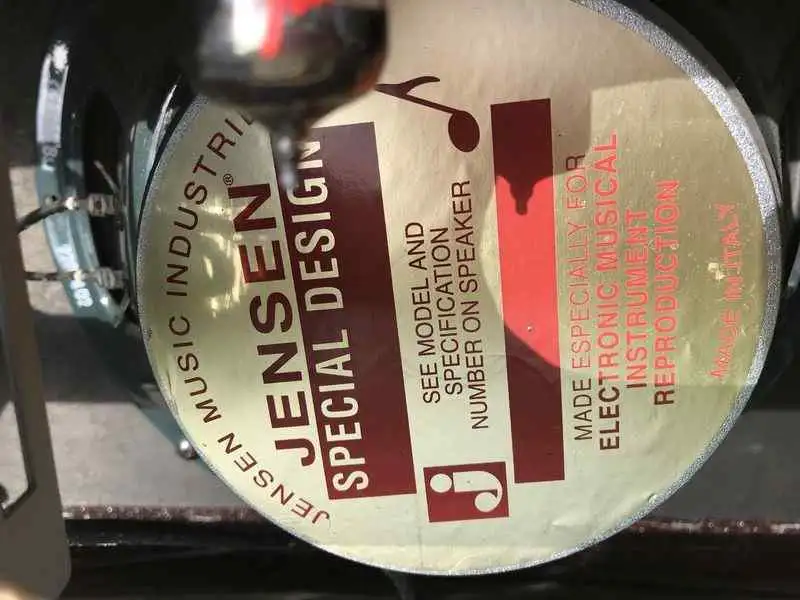 JENSEN MUSIC INDUSTRIE
JENSEN®
SPECIAL DESIGN
SEE MODEL AND
SPECIFICATION
NUMBER ON SPEAKER
MADE ESPECIALLY FOR
ELECTRONIC MUSICAL
INSTRUMENT
REPRODUCTION
MADE IN ITALY